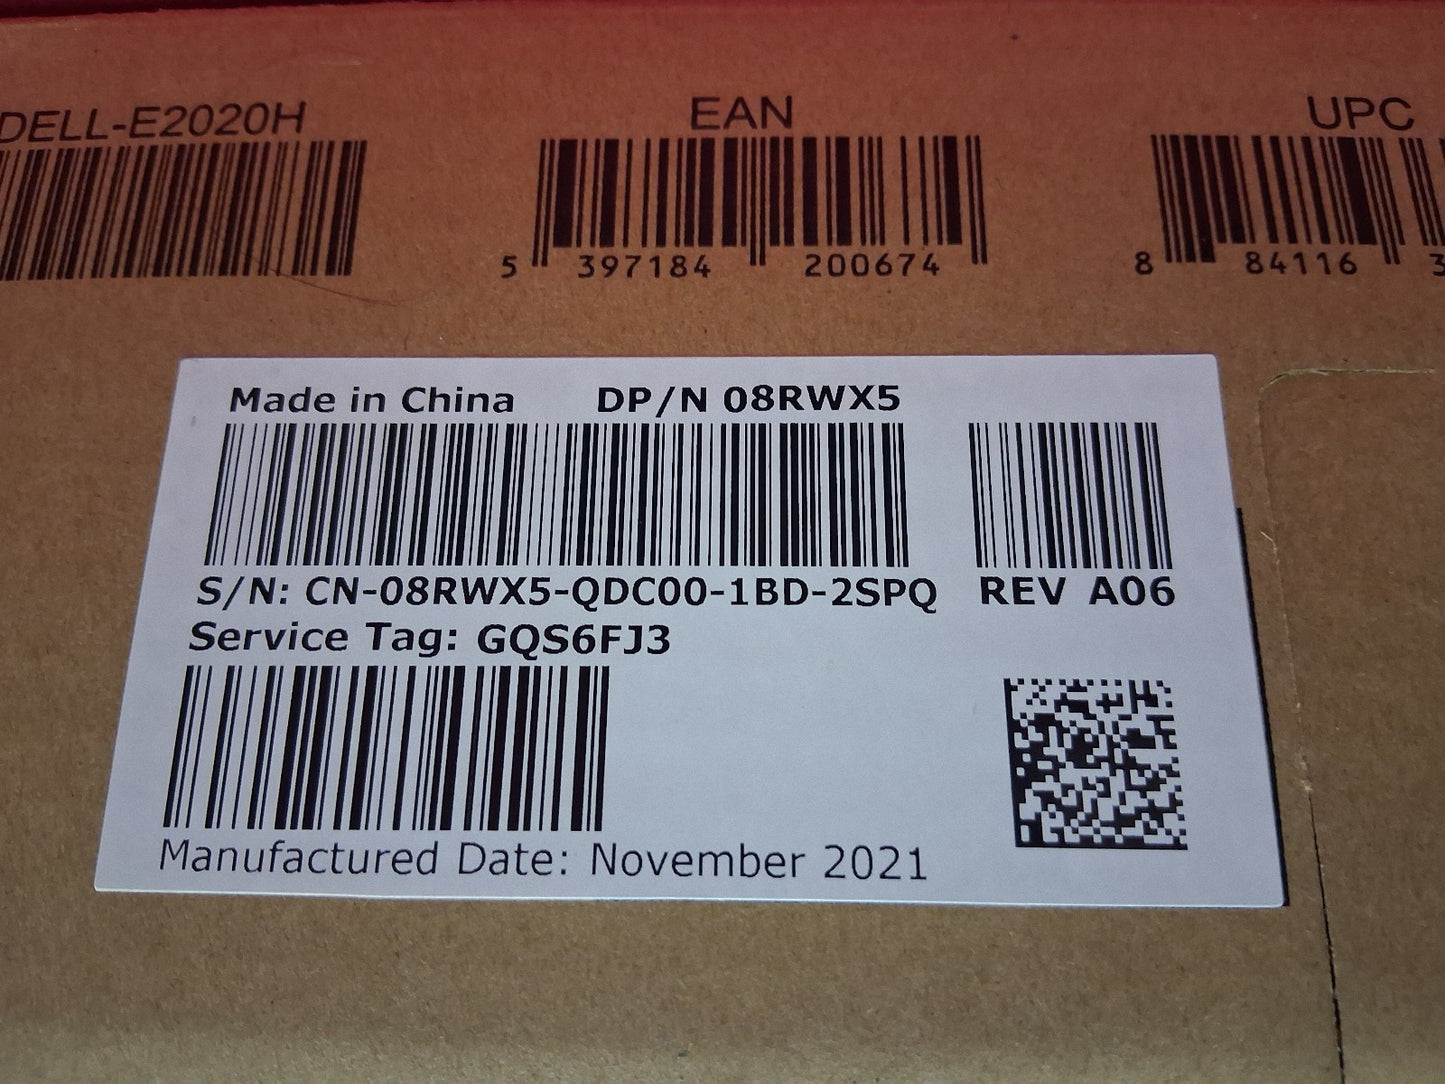 DELL-E2020H
EAN
UPC
5 397184 200674
8 84116 3
Made in China DP/N 08RWX5
S/N: CN-08RWX5-QDC00-1BD-2SPQ REV A06
Service Tag: GQS6FJ3
Manufactured Date: November 2021